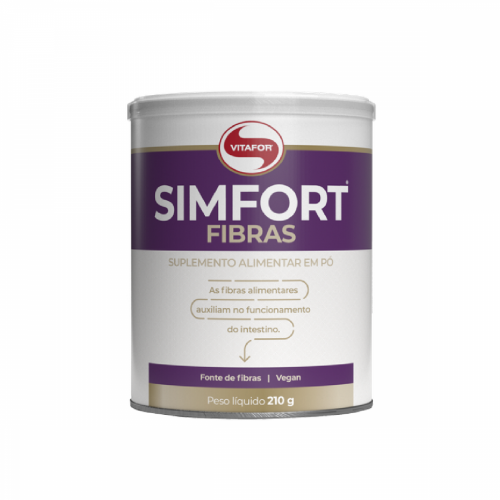 VITAFOR®
SIMFORT®
FIBRAS
SUPLEMENTO ALIMENTAR EM PÓ
As fibras alimentares
auxiliam no funcionamento
do intestino.
Fonte de fibras | Vegan
Peso líquido 210 g